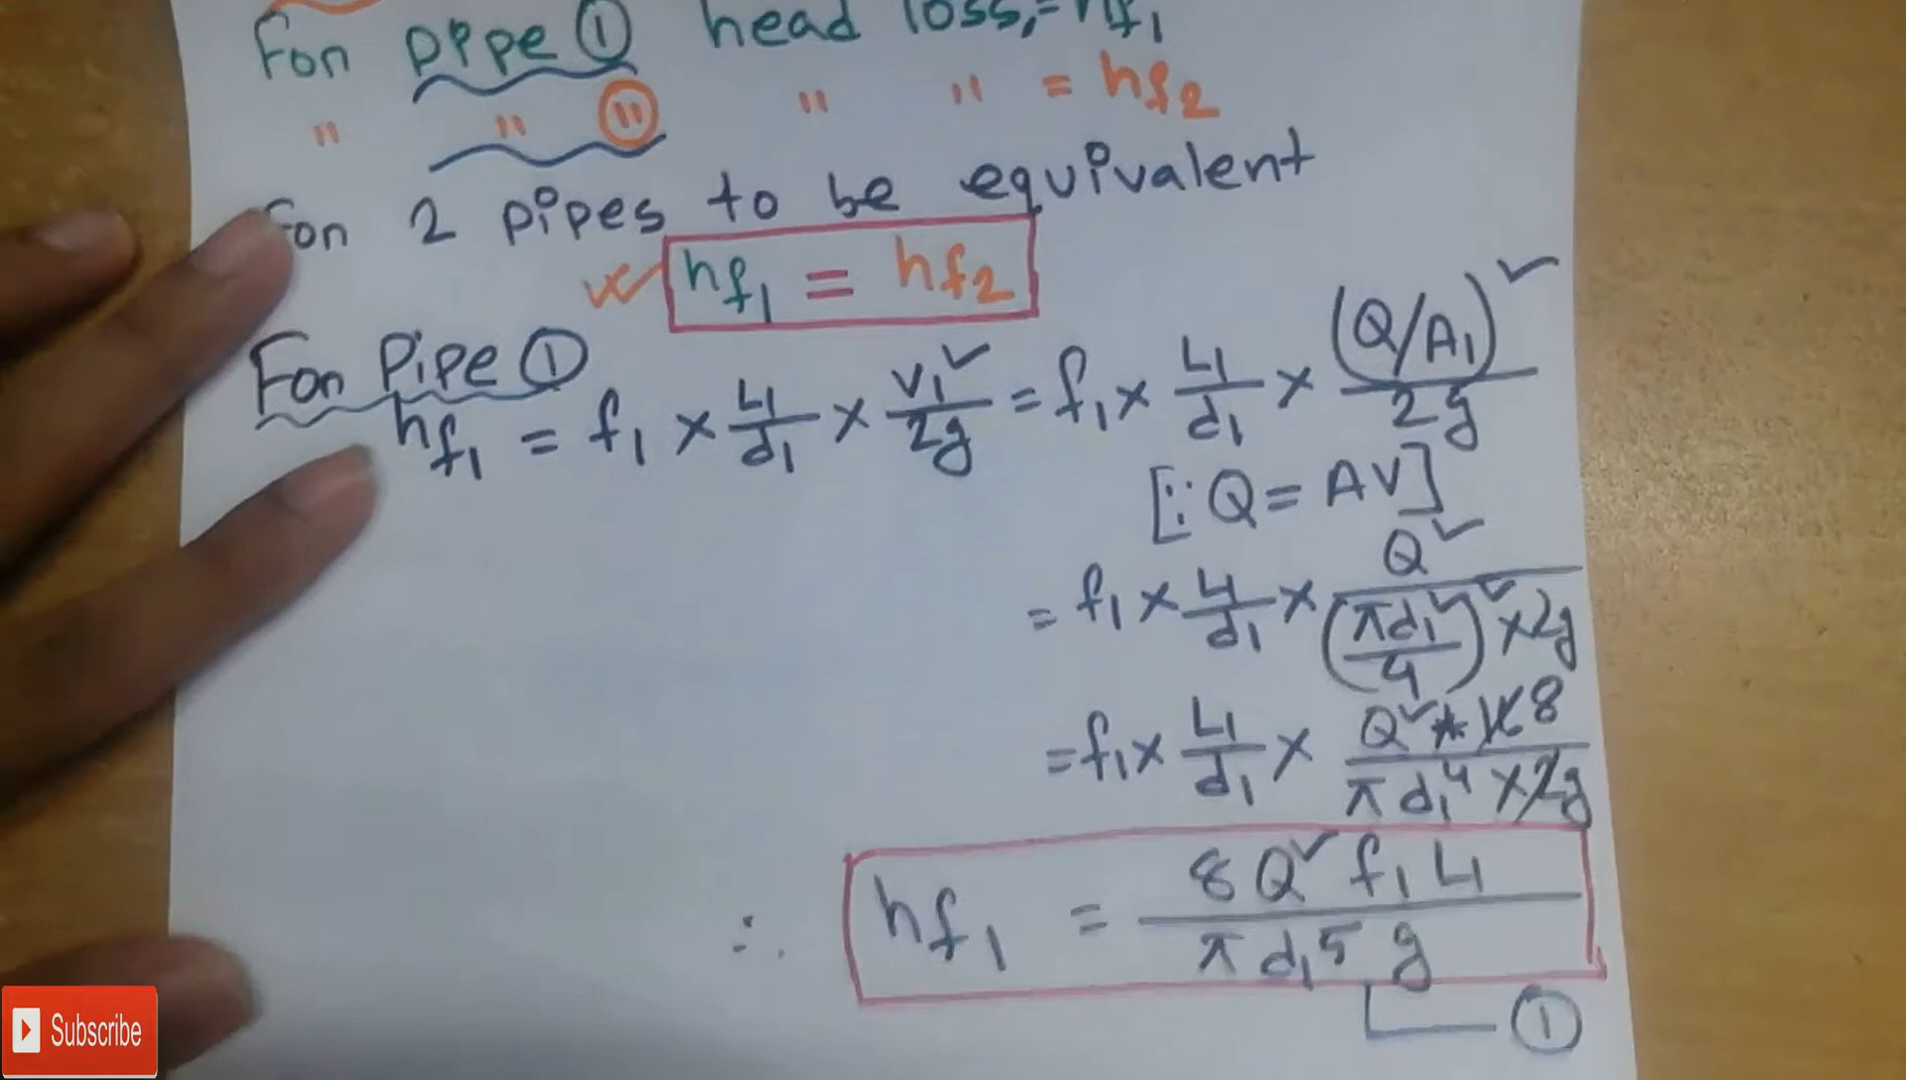 For pipe ① head loss, = hf₁
" " (") " " = hf₂
For 2 pipes to be equivalent
hf₁ = hf₂
For Pipe ①
hf₁ = f₁ × L₁/d₁ × V₁²/2g = f₁ × L₁/d₁ × (Q/A₁)²/2g
[∵ Q = AV]
= f₁ × L₁/d₁ × Q²/((πd₁²/4)² × 2g)
= f₁ × L₁/d₁ × (Q² * 16 8)/(π d₁⁴ × 2g)
∴ hf₁ = 8Q² f₁ L₁/(π d₁⁵ g)
①
Subscribe